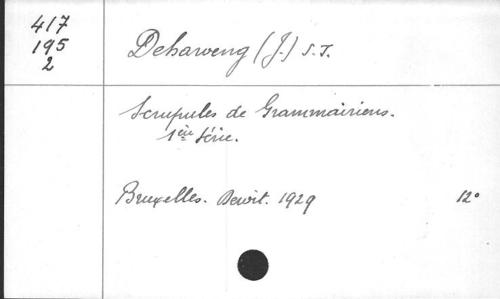 417
195
2
Deharveng (J.) S.J.
Scrupules de Grammairiens.
1ère Série.
Bruxelles. Dewit. 1929 12°